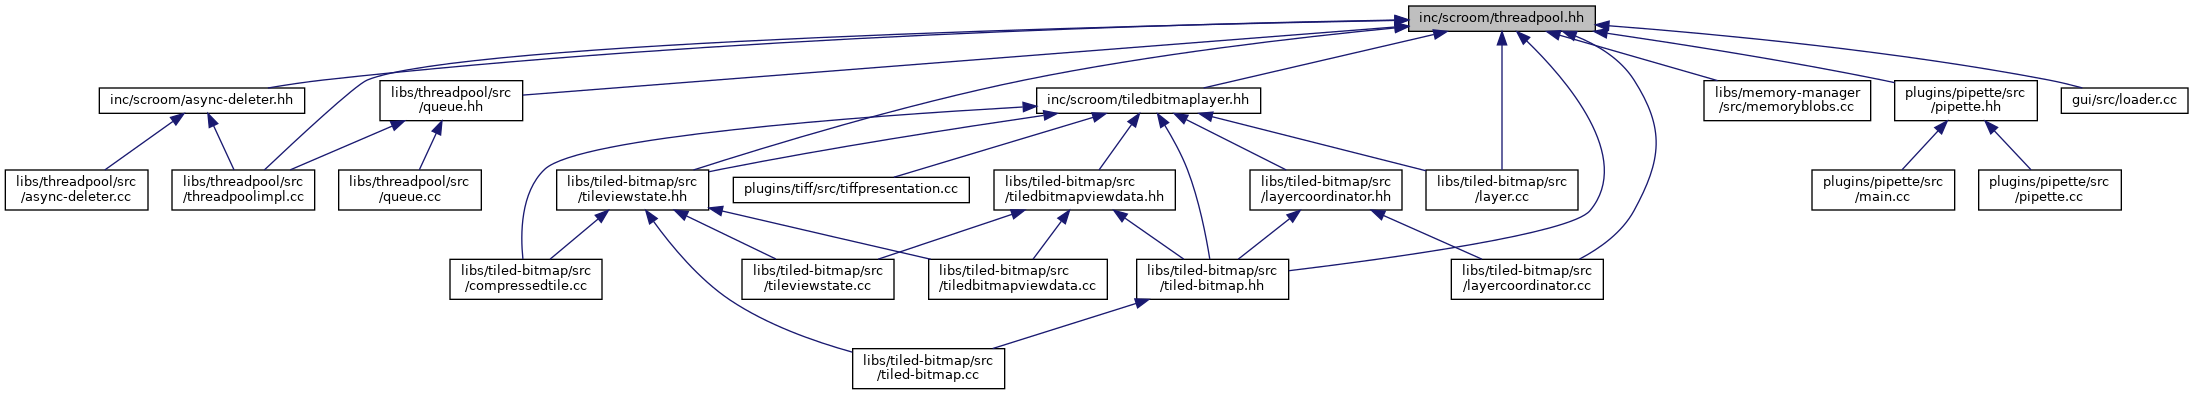 inc/scroom/threadpool.hh
inc/scroom/async-deleter.hh
libs/threadpool/src
/queue.hh
inc/scroom/tiledbitmaplayer.hh
libs/memory-manager
/src/memoryblobs.cc
plugins/pipette/src
/pipette.hh
gui/src/loader.cc
libs/threadpool/src
/async-deleter.cc
libs/threadpool/src
/threadpoolimpl.cc
libs/threadpool/src
/queue.cc
libs/tiled-bitmap/src
/tileviewstate.hh
plugins/tiff/src/tiffpresentation.cc
libs/tiled-bitmap/src
/tiledbitmapviewdata.hh
libs/tiled-bitmap/src
/layercoordinator.hh
libs/tiled-bitmap/src
/layer.cc
plugins/pipette/src
/main.cc
plugins/pipette/src
/pipette.cc
libs/tiled-bitmap/src
/compressedtile.cc
libs/tiled-bitmap/src
/tileviewstate.cc
libs/tiled-bitmap/src
/tiledbitmapviewdata.cc
libs/tiled-bitmap/src
/tiled-bitmap.hh
libs/tiled-bitmap/src
/layercoordinator.cc
libs/tiled-bitmap/src
/tiled-bitmap.cc